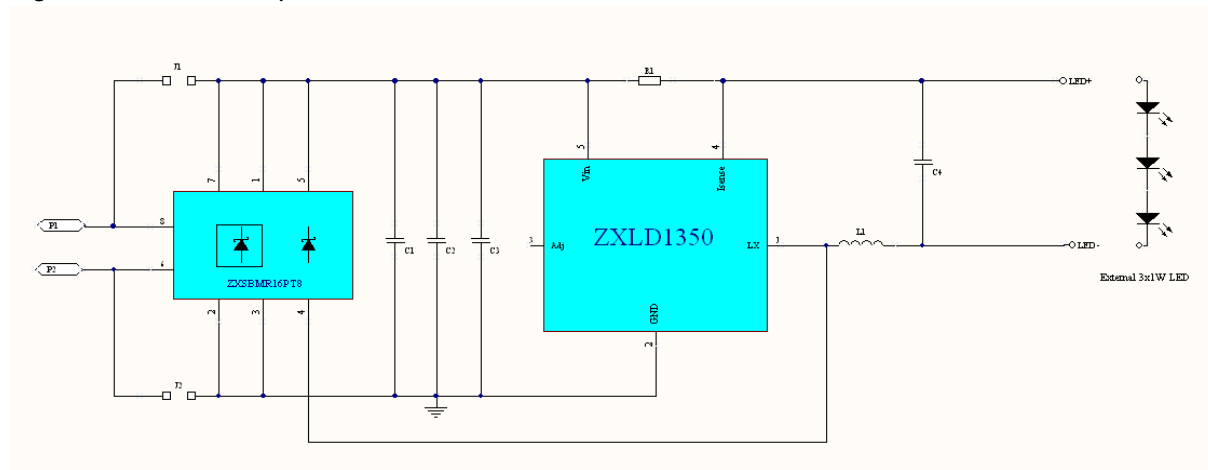 J1
R1
LED+
7
1
5
5
4
Vin
Isense
C4
P1
8
P2
6
ZXSBMR16PT8
C1
C2
C3
3
Adj
ZXLD1350
LX
1
L1
LED-
External 3x1W LED
GND
2
3
4
2
J2